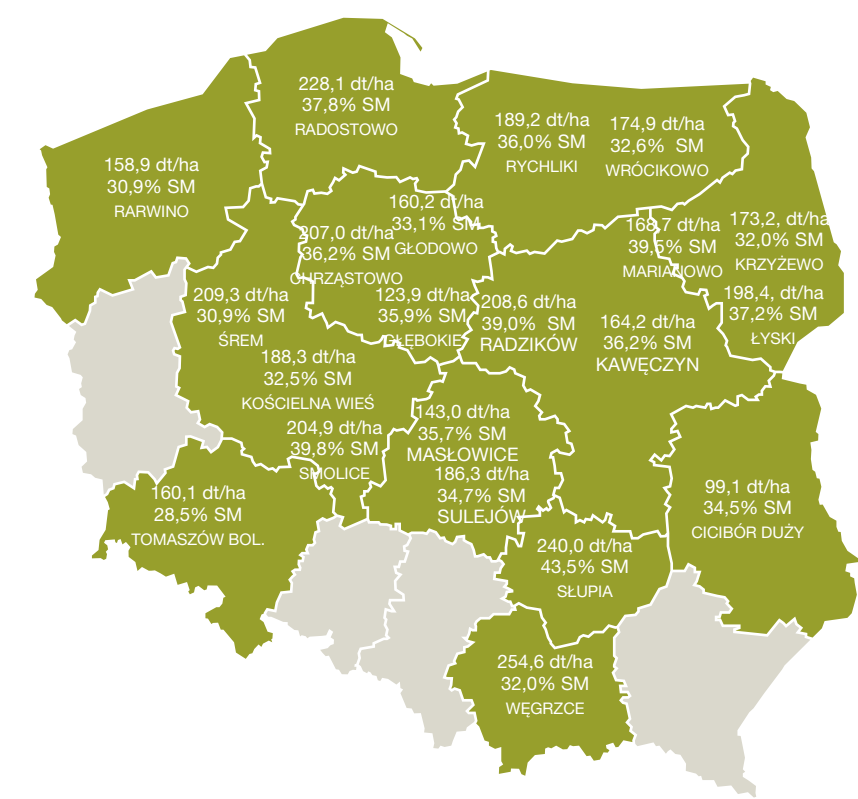 228,1 dt/ha
37,8% SM
RADOSTOWO
189,2 dt/ha
36,0% SM
RYCHLIKI
174,9 dt/ha
32,6% SM
WRÓCIKOWO
158,9 dt/ha
30,9% SM
RARWINO
160,2 dt/ha
33,1% SM
GŁODOWO
207,0 dt/ha
36,2% SM
CHRZĄSTOWO
168,7 dt/ha
39,5% SM
MARIANOWO
173,2, dt/ha
32,0% SM
KRZYŻEWO
209,3 dt/ha
30,9% SM
ŚREM
123,9 dt/ha
35,9% SM
GŁĘBOKIE
208,6 dt/ha
39,0% SM
RADZIKÓW
164,2 dt/ha
36,2% SM
KAWĘCZYN
198,4, dt/ha
37,2% SM
ŁYSKI
188,3 dt/ha
32,5% SM
KOŚCIELNA WIEŚ
204,9 dt/ha
39,8% SM
SMOLICE
143,0 dt/ha
35,7% SM
MASŁOWICE
186,3 dt/ha
34,7% SM
SULEJÓW
160,1 dt/ha
28,5% SM
TOMASZÓW BOL.
99,1 dt/ha
34,5% SM
CICIBÓR DUŻY
240,0 dt/ha
43,5% SM
SŁUPIA
254,6 dt/ha
32,0% SM
WĘGRZCE